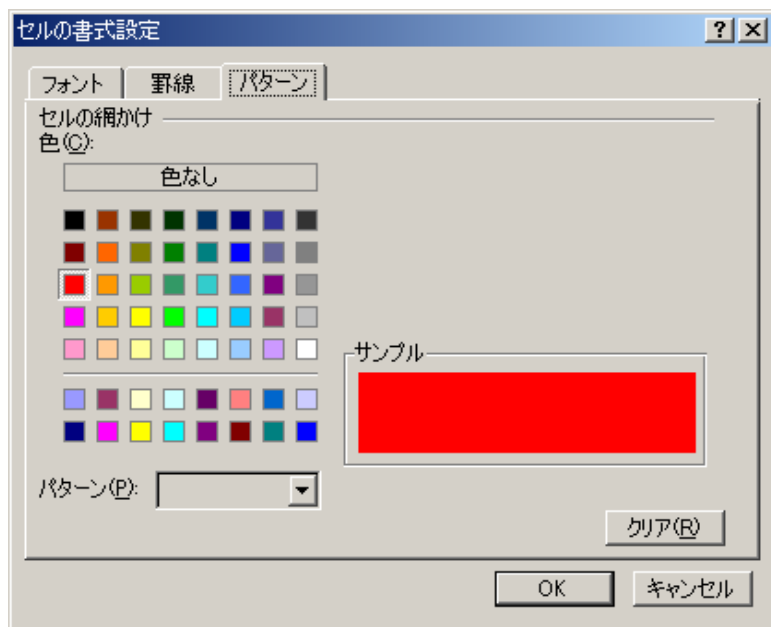 セルの書式設定
フォント 罫線 パターン
セルの網かけ
色(C):
色なし
サンプル
パターン(P):
クリア(R)
OK キャンセル